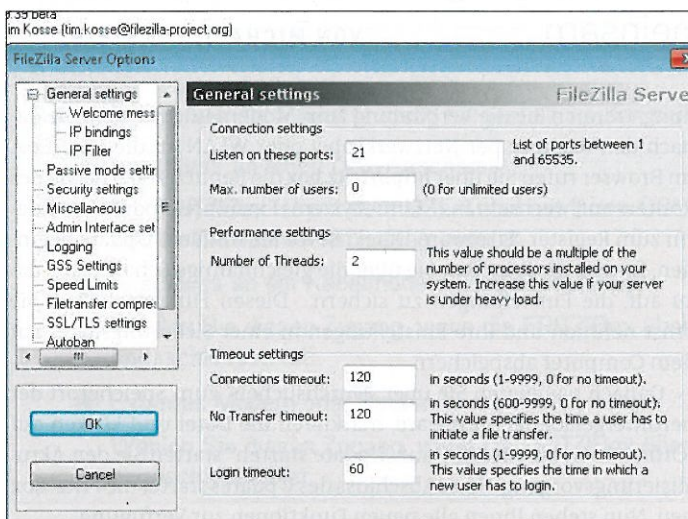 .39 beta
im Kosse (tim.kosse@filezilla-project.org)
FileZilla Server Options
General settings
Welcome mess
IP bindings
IP Filter
Passive mode settin
Security settings
Miscellaneous
Admin Interface set
Logging
GSS Settings
Speed Limits
Filetransfer compres
SSL/TLS settings
Autoban
OK
Cancel
General settings
FileZilla Serve
Connection settings
Listen on these ports: 21
List of ports between 1
and 65535.
Max. number of users: 0 (0 for unlimited users)
Performance settings
Number of Threads: 2
This value should be a multiple of the
number of processors installed on your
system. Increase this value if your server
is under heavy load.
Timeout settings
Connections timeout: 120 in seconds (1-9999, 0 for no timeout).
No Transfer timeout: 120
in seconds (600-9999, 0 for no timeout).
This value specifies the time a user has to
initiate a file transfer.
Login timeout: 60
in seconds (1-9999, 0 for no timeout).
This value specifies the time in which a
new user has to login.